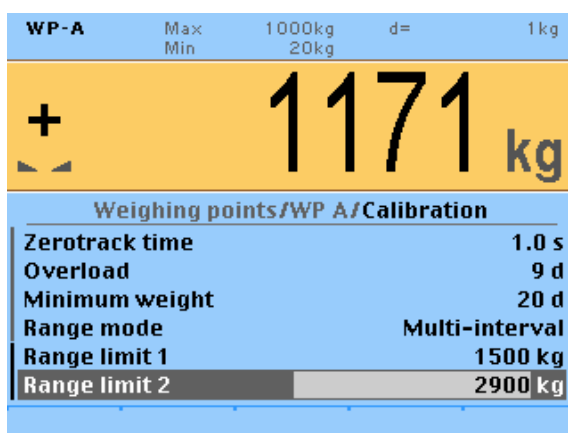 WP-A Max 1000kg d= 1kg
Min 20kg
+ 1171 kg
Weighing points/WP A/Calibration
Zerotrack time 1.0 s
Overload 9 d
Minimum weight 20 d
Range mode Multi-interval
Range limit 1 1500 kg
Range limit 2 2900 kg